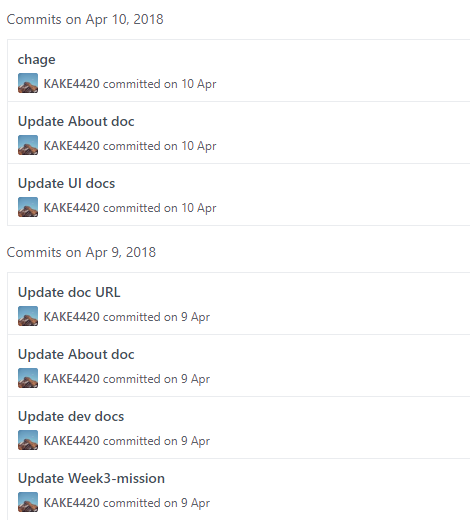 Commits on Apr 10, 2018
chage
KAKE4420 committed on 10 Apr
Update About doc
KAKE4420 committed on 10 Apr
Update UI docs
KAKE4420 committed on 10 Apr
Commits on Apr 9, 2018
Update doc URL
KAKE4420 committed on 9 Apr
Update About doc
KAKE4420 committed on 9 Apr
Update dev docs
KAKE4420 committed on 9 Apr
Update Week3-mission
KAKE4420 committed on 9 Apr